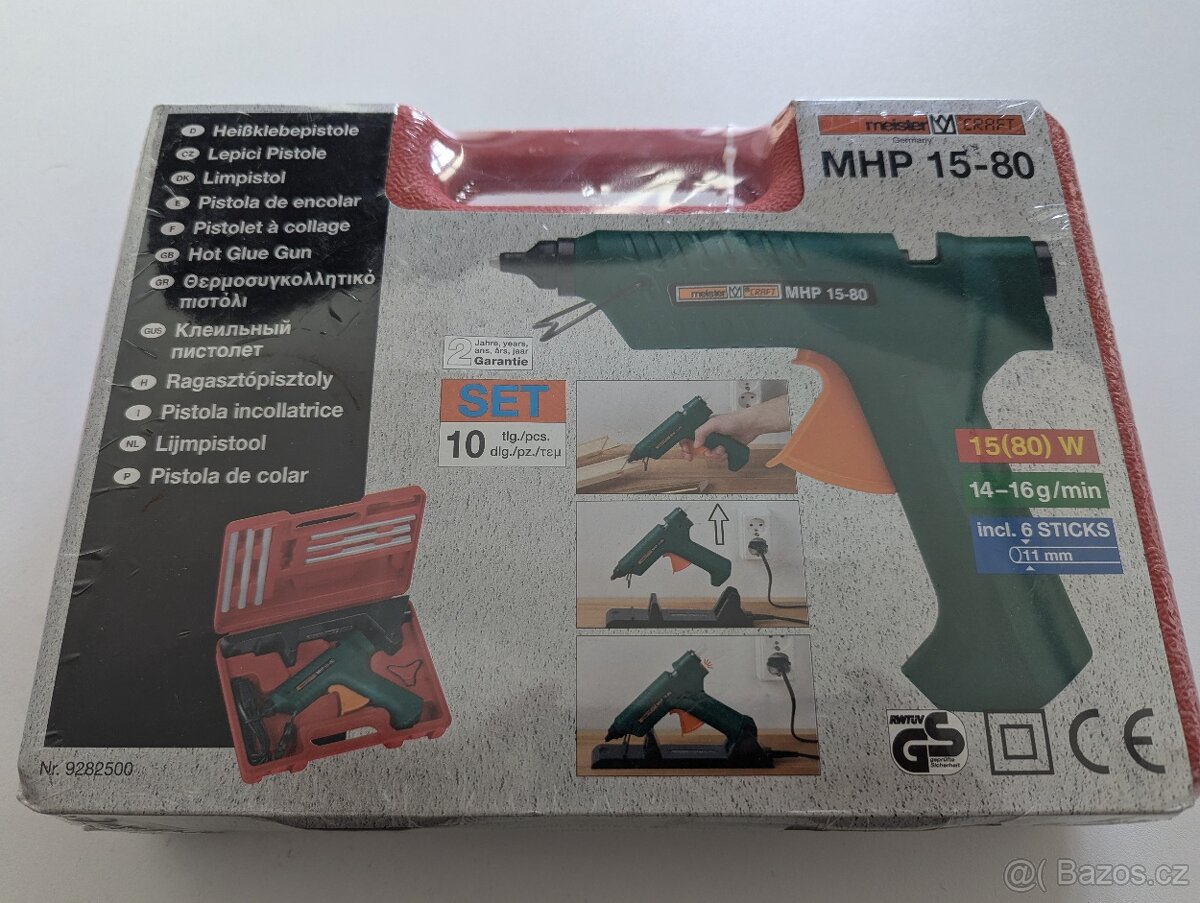 D Heißklebepistole
CZ Lepici Pistole
DK Limpistol
E Pistola de encolar
F Pistolet à collage
GB Hot Glue Gun
GR Θερμοσυγκολλητικό
πιστόλι
GUS Клеильный
пистолет
H Ragasztópisztoly
I Pistola incollatrice
NL Lijmpistool
P Pistola de colar
Nr. 9282500
meister CRAFT
Germany
MHP 15-80
meister CRAFT MHP 15-80
2 Jahre, years,
ans, års, jaar
Garantie
SET
10 tlg./pcs.
dlg./pz./τεμ
15(80) W
14-16 g/min
incl. 6 STICKS
11 mm
RWTÜV
GS
geprüfte
Sicherheit
CE
@( Bazos.cz